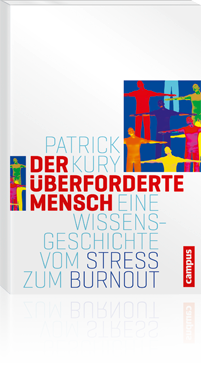 PATRICK
KURY
DER
ÜBERFORDERTE
MENSCH EINE
WISSENS-
GESCHICHTE
VOM STRESS
ZUM BURNOUT
campus